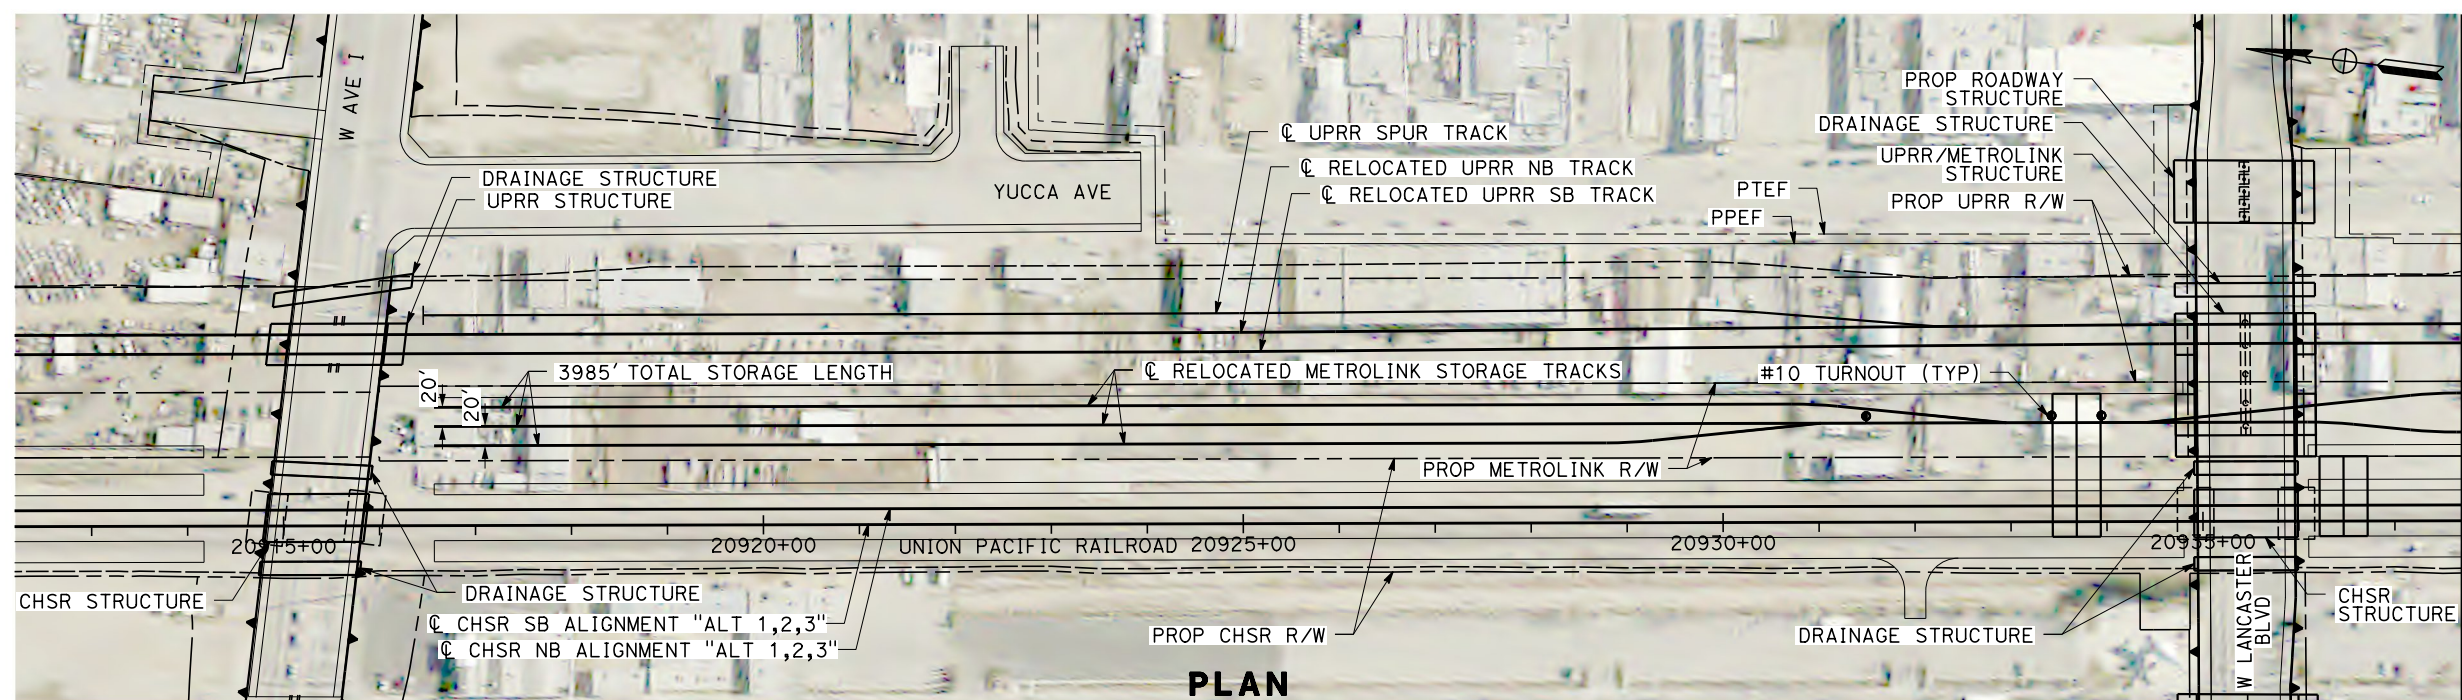 W AVE I
PROP ROADWAY
STRUCTURE
DRAINAGE STRUCTURE
UPRR/METROLINK
STRUCTURE
PROP UPRR R/W
PTEF
PPEF
℄ UPRR SPUR TRACK
℄ RELOCATED UPRR NB TRACK
℄ RELOCATED UPRR SB TRACK
YUCCA AVE
DRAINAGE STRUCTURE
UPRR STRUCTURE
20'
20'
3985' TOTAL STORAGE LENGTH
℄ RELOCATED METROLINK STORAGE TRACKS
#10 TURNOUT (TYP)
PROP METROLINK R/W
20915+00
20920+00
UNION PACIFIC RAILROAD
20925+00
20930+00
20935+00
CHSR STRUCTURE
DRAINAGE STRUCTURE
℄ CHSR SB ALIGNMENT "ALT 1,2,3"
℄ CHSR NB ALIGNMENT "ALT 1,2,3"
PROP CHSR R/W
DRAINAGE STRUCTURE
W LANCASTER
BLVD
CHSR
STRUCTURE
PLAN